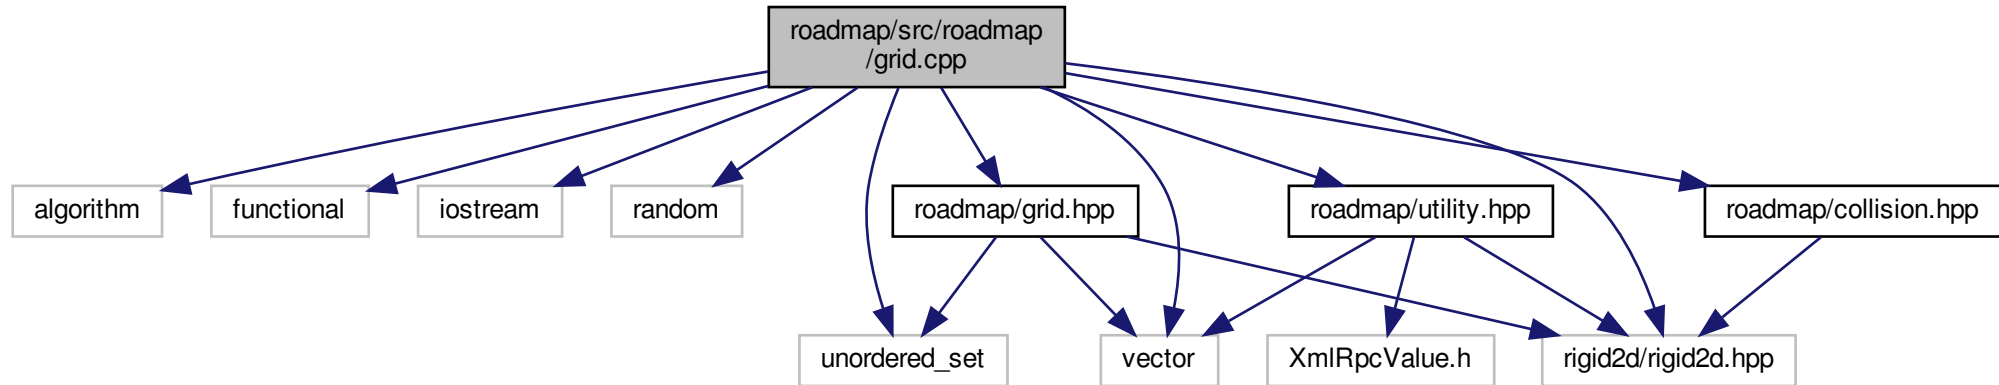 roadmap/src/roadmap
/grid.cpp
algorithm
functional
iostream
random
roadmap/grid.hpp
roadmap/utility.hpp
roadmap/collision.hpp
unordered_set
vector
XmlRpcValue.h
rigid2d/rigid2d.hpp